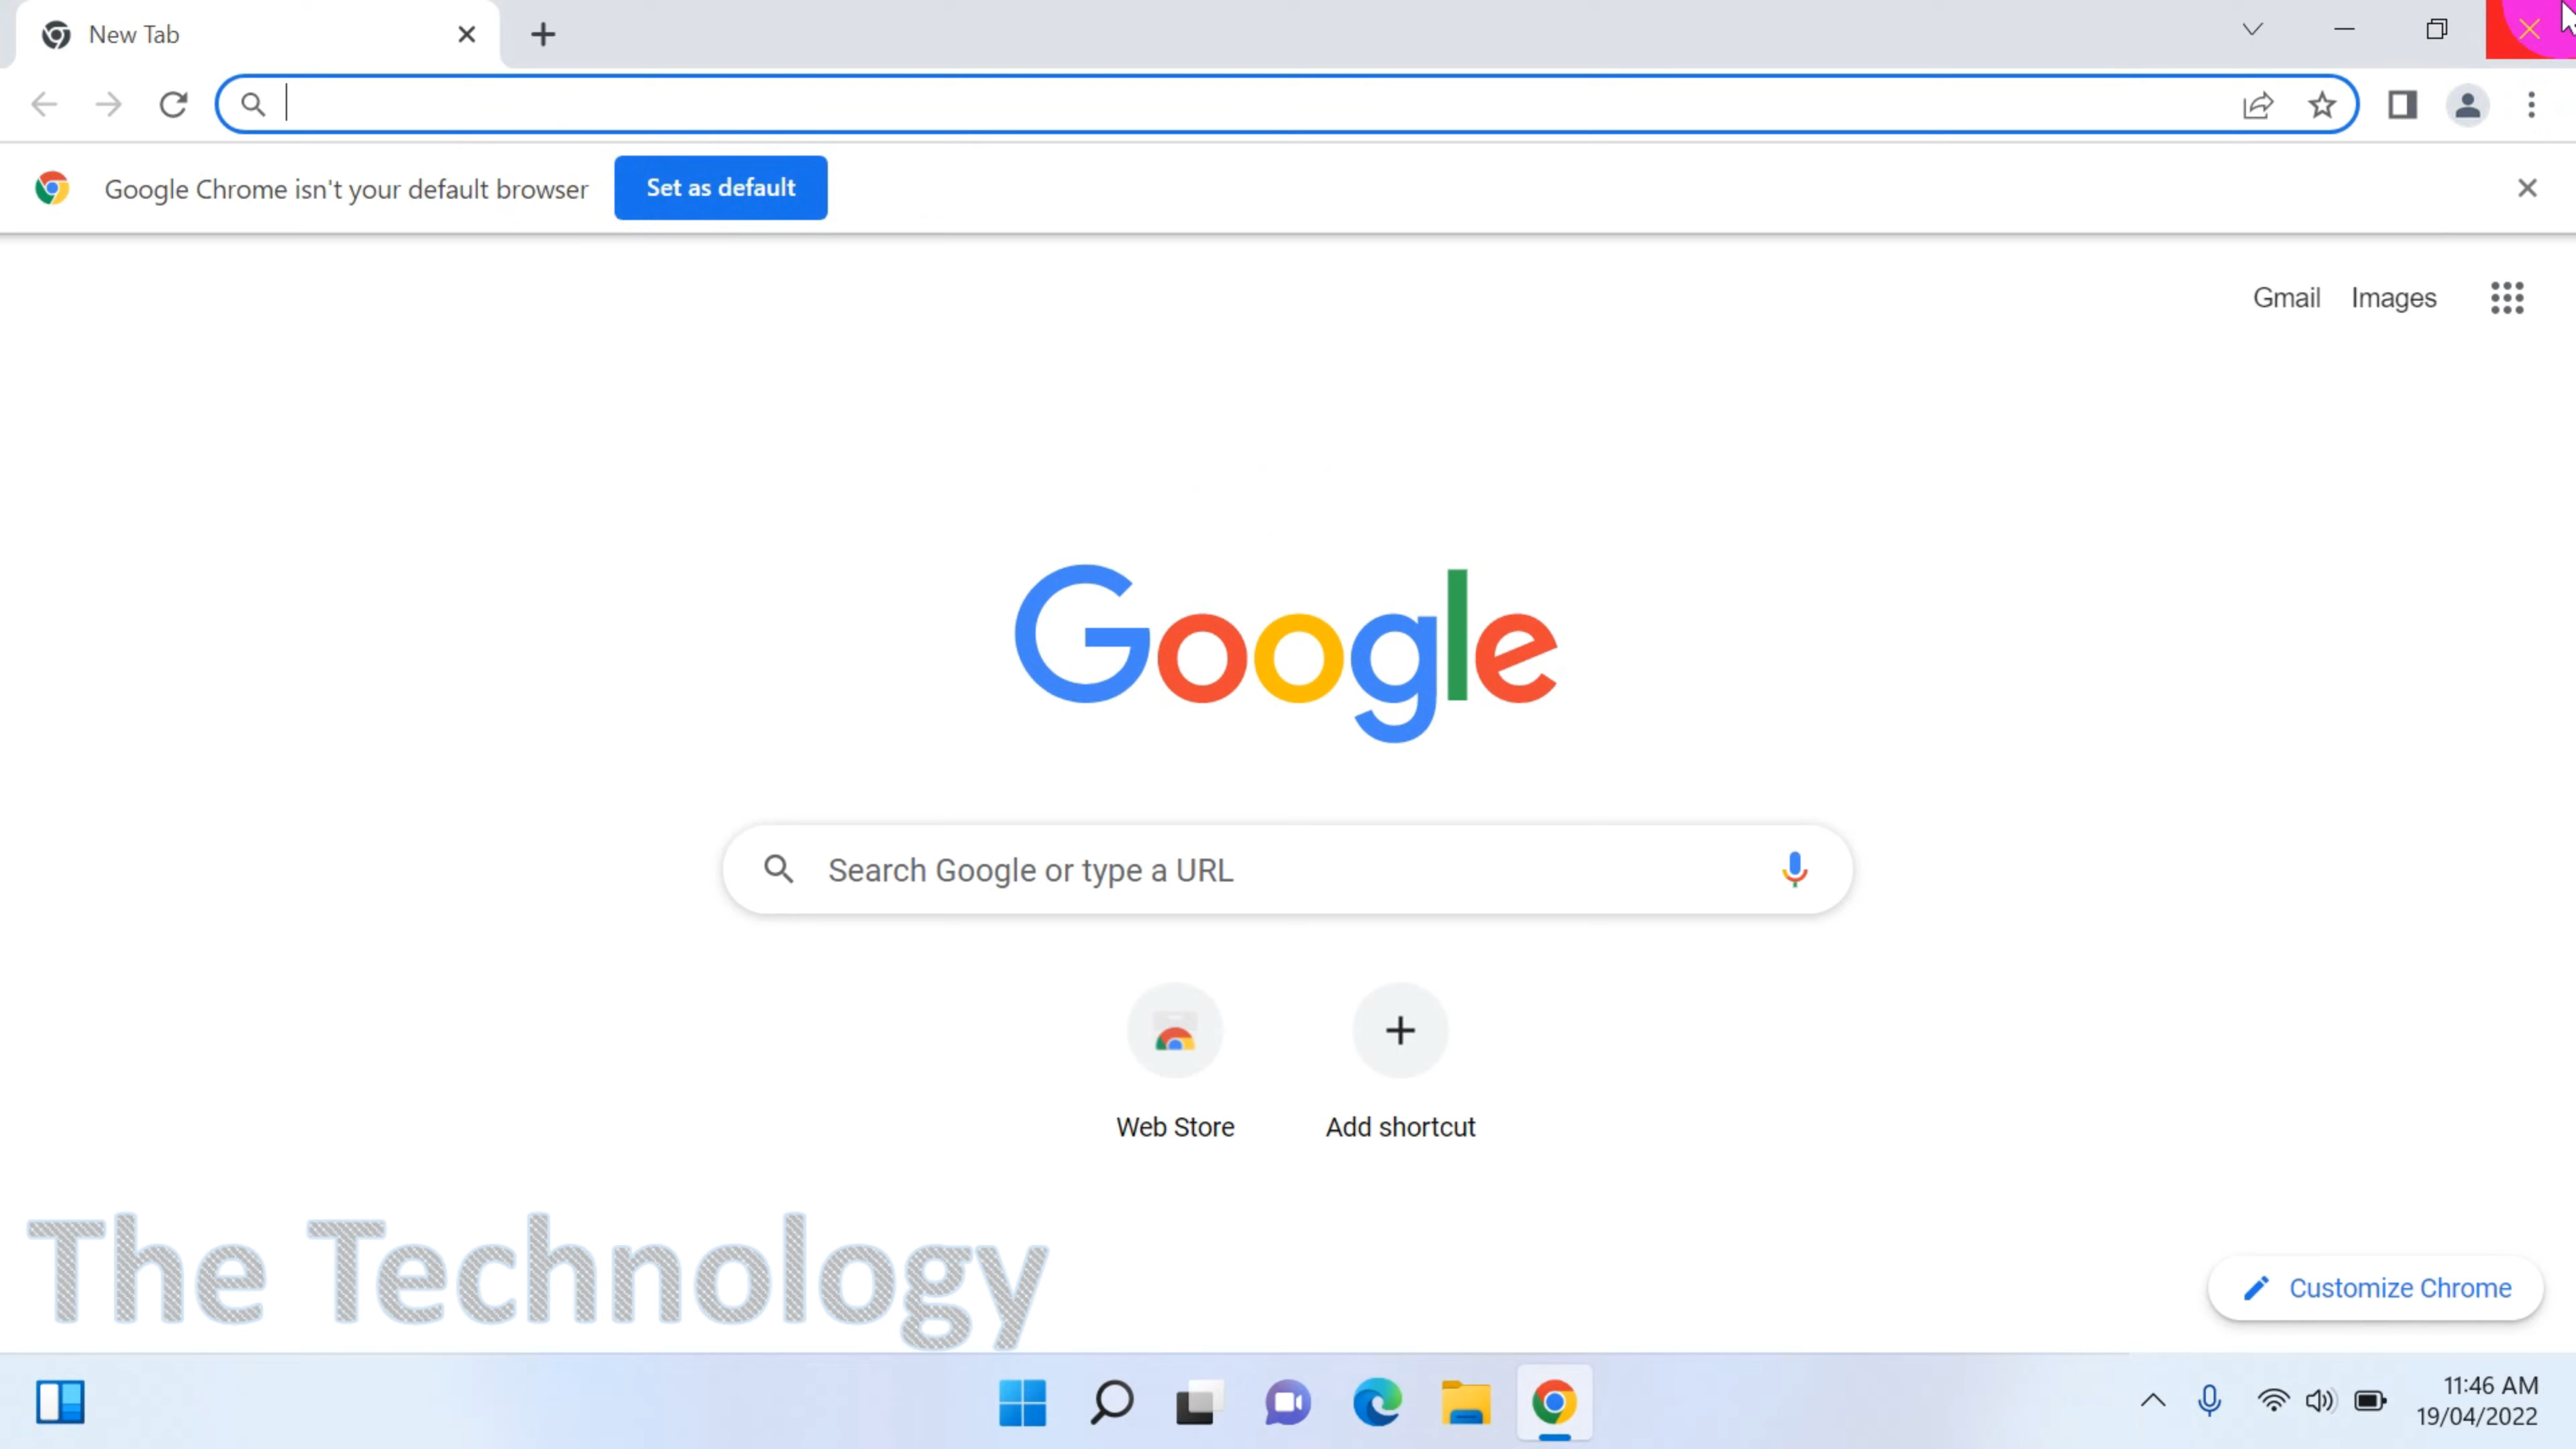 New Tab
Google Chrome isn't your default browser
Set as default
Gmail Images
Google
Search Google or type a URL
Web Store
Add shortcut
The Technology
Customize Chrome
11:46 AM
19/04/2022